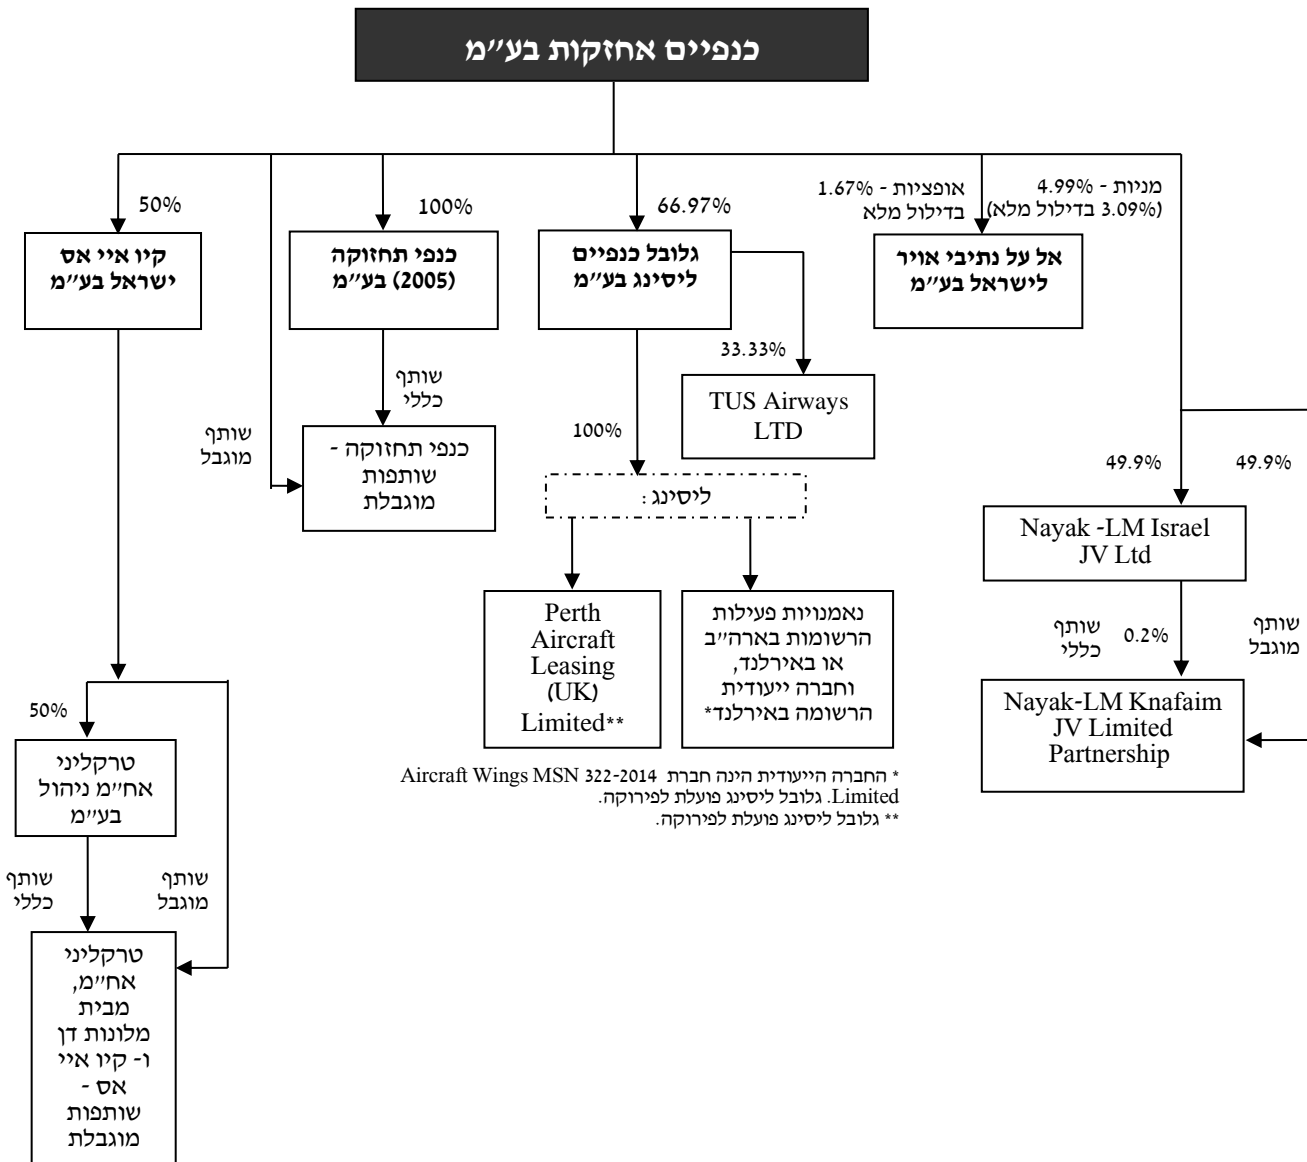 כנפיים אחזקות בע״מ
מניות - 4.99%
(3.09% בדילול מלא)
אופציות - 1.67%
בדילול מלא
66.97%
100%
50%
אל על נתיבי אויר
לישראל בע״מ
גלובל כנפיים
ליסינג בע״מ
כנפי תחזוקה
(2005) בע״מ
קיו איי אס
ישראל בע״מ
33.33%
TUS Airways
LTD
שותף
כללי
שותף
מוגבל
100%
כנפי תחזוקה -
שותפות
מוגבלת
49.9%
49.9%
ליסינג:
Nayak -LM Israel
JV Ltd
נאמנויות פעילות
הרשומות בארה״ב
או באירלנד,
וחברה ייעודית
הרשומה באירלנד*
Perth
Aircraft
Leasing
(UK)
Limited**
שותף
מוגבל
0.2%
שותף
כללי
Nayak-LM Knafaim
JV Limited
Partnership
50%
טרקליני
אח״מ ניהול
בע״מ
* החברה הייעודית הינה חברת Aircraft Wings MSN 322-2014
Limited. גלובל ליסינג פועלת לפירוקה.
** גלובל ליסינג פועלת לפירוקה.
שותף
מוגבל
שותף
כללי
טרקליני
אח״מ,
מבית
מלונות דן
ו- קיו איי
אס -
שותפות
מוגבלת